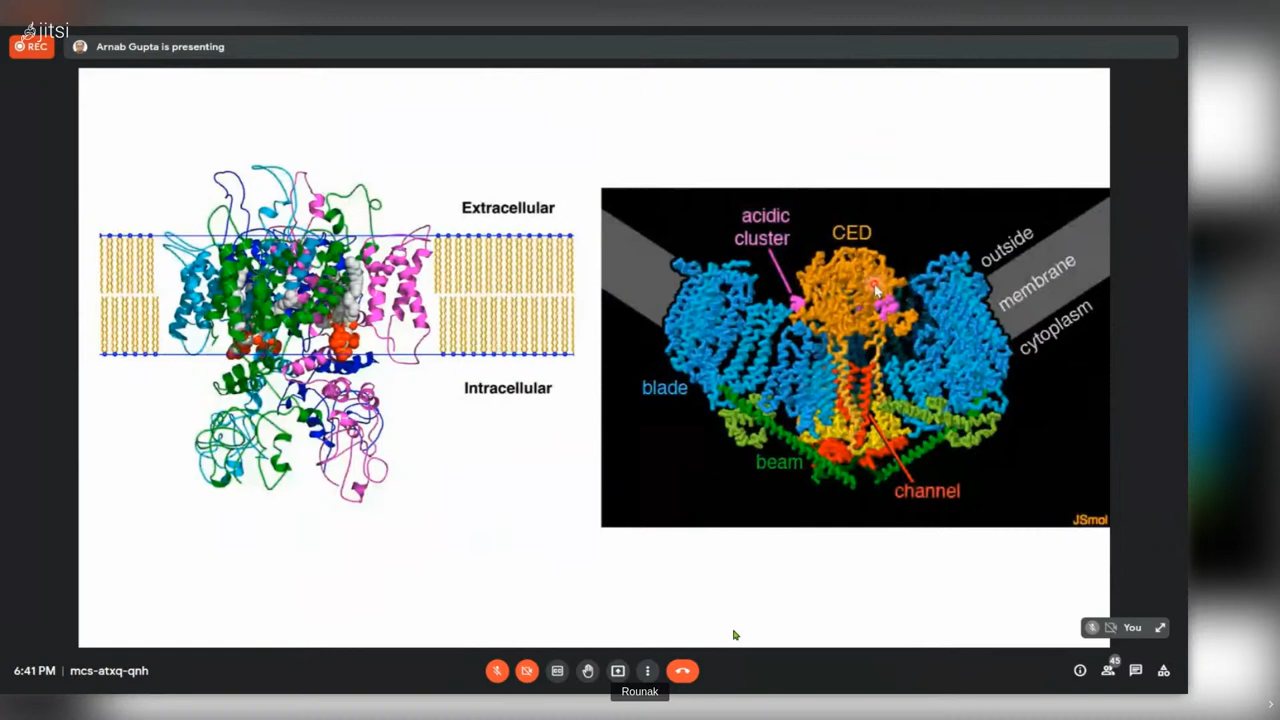 jitsi
REC
Arnab Gupta is presenting
Extracellular
Intracellular
acidic
cluster
CED
outside
membrane
cytoplasm
blade
beam
channel
JSmol
You
6:41 PM | mcs-atxq-qnh
45
Rounak